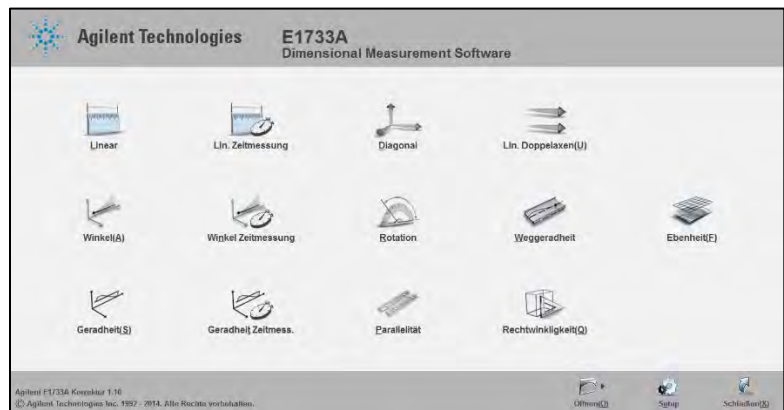 Agilent Technologies
E1733A
Dimensional Measurement Software
Linear
Lin. Zeitmessung
Diagonal
Lin. Doppelaxen(U)
Winkel(A)
Winkel Zeitmessung
Rotation
Weggeradheit
Ebenheit(F)
Geradheit(S)
Geradheit Zeitmess.
Parallelität
Rechtwinkligkeit(Q)
Agilent E1733A Korrektur 1.16
(C) Agilent Technologies Inc. 1997 - 2014. Alle Rechte vorbehalten.
Öffnen(O)
Setup
Schließen(X)